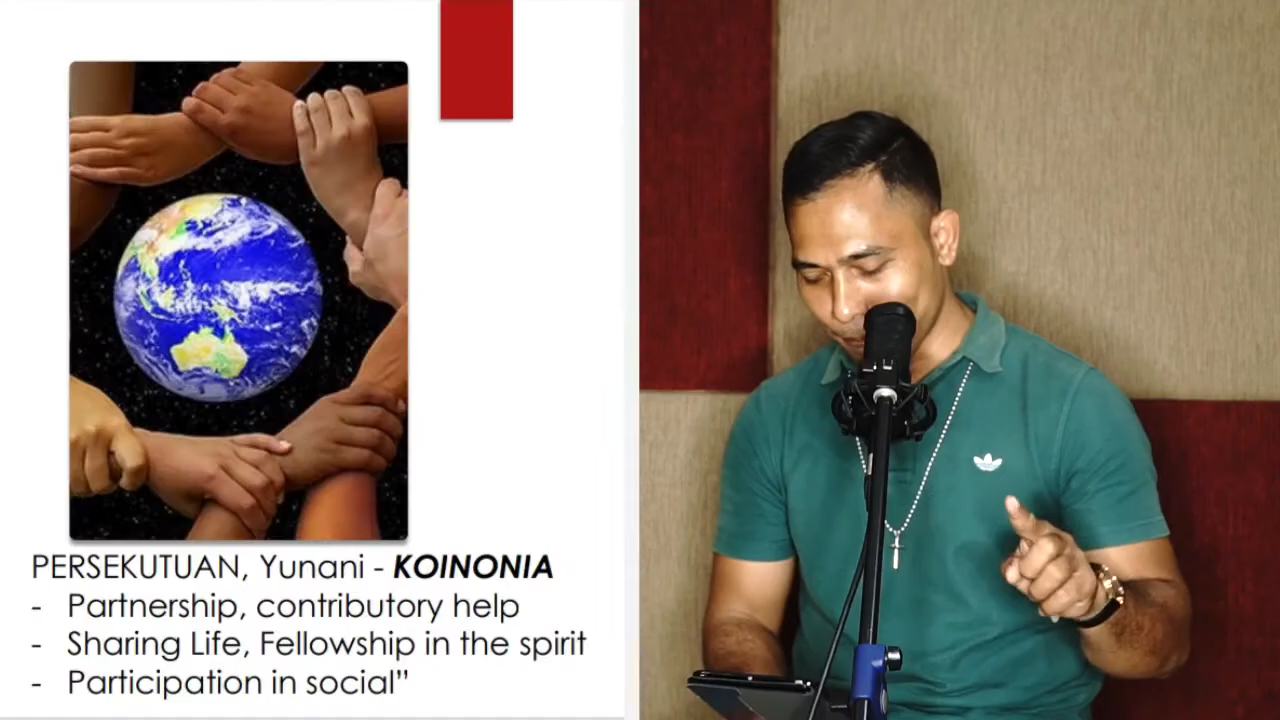 PERSEKUTUAN, Yunani - KOINONIA
- Partnership, contributory help
- Sharing Life, Fellowship in the spirit
- Participation in social”